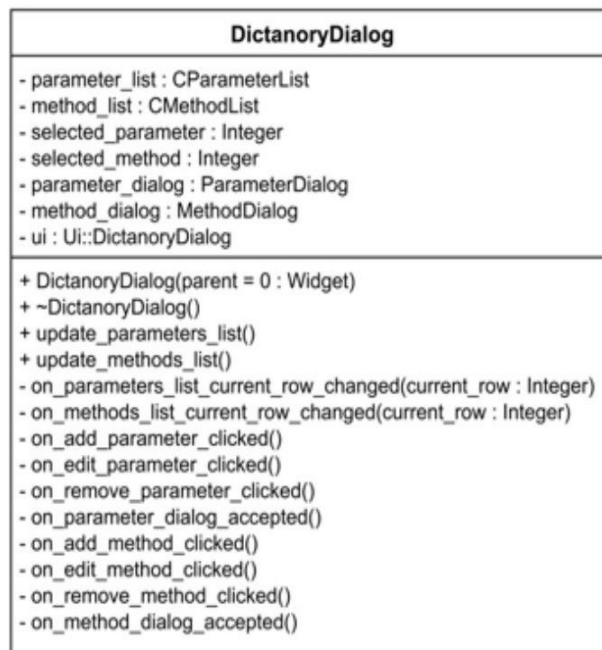 DictanoryDialog
- parameter_list : CParameterList
- method_list : CMethodList
- selected_parameter : Integer
- selected_method : Integer
- parameter_dialog : ParameterDialog
- method_dialog : MethodDialog
- ui : Ui::DictanoryDialog
+ DictanoryDialog(parent = 0 : Widget)
+ ~DictanoryDialog()
+ update_parameters_list()
+ update_methods_list()
- on_parameters_list_current_row_changed(current_row : Integer)
- on_methods_list_current_row_changed(current_row : Integer)
- on_add_parameter_clicked()
- on_edit_parameter_clicked()
- on_remove_parameter_clicked()
- on_parameter_dialog_accepted()
- on_add_method_clicked()
- on_edit_method_clicked()
- on_remove_method_clicked()
- on_method_dialog_accepted()